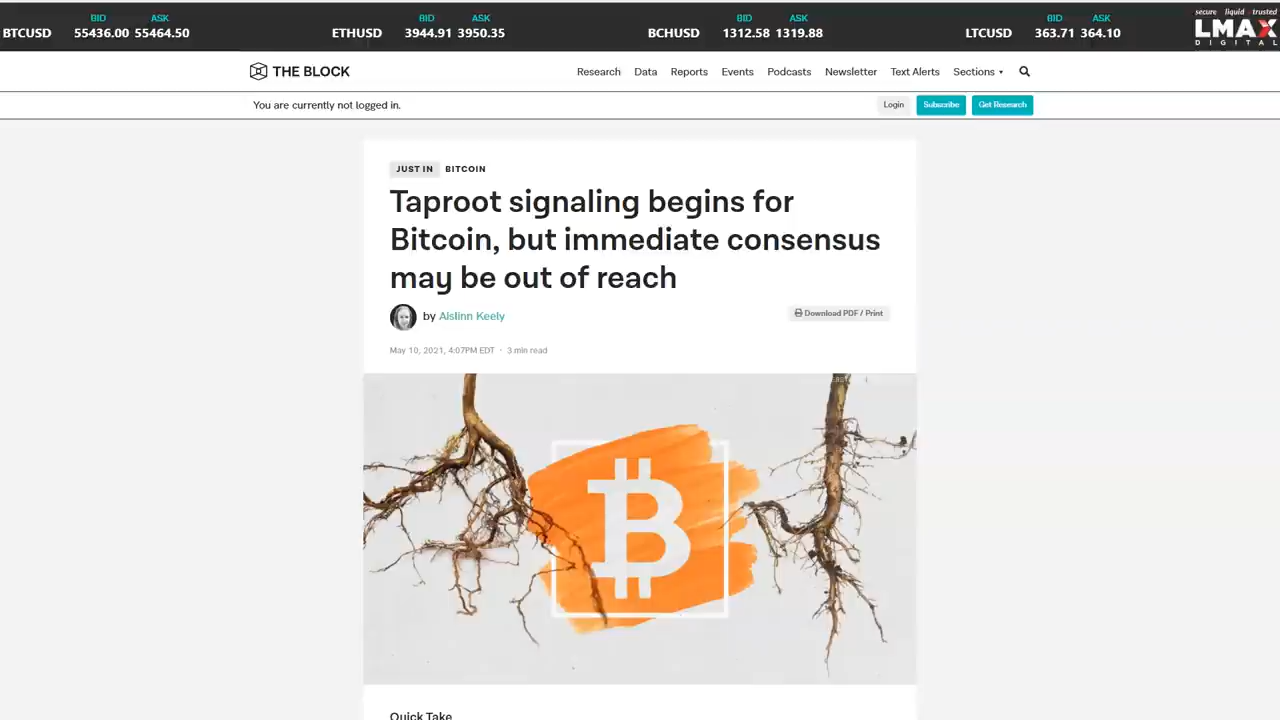 BID ASK
BTCUSD 55436.00 55464.50
BID ASK
ETHUSD 3944.91 3950.35
BID ASK
BCHUSD 1312.58 1319.88
BID ASK
LTCUSD 363.71 364.10
secure liquid trusted
LMAX
DIGITAL
THE BLOCK
Research Data Reports Events Podcasts Newsletter Text Alerts Sections
You are currently not logged in.
Login Subscribe Get Research
JUST IN BITCOIN
Taproot signaling begins for
Bitcoin, but immediate consensus
may be out of reach
by Aislinn Keely
Download PDF / Print
May 10, 2021, 4:07PM EDT · 3 min read
Quick Take